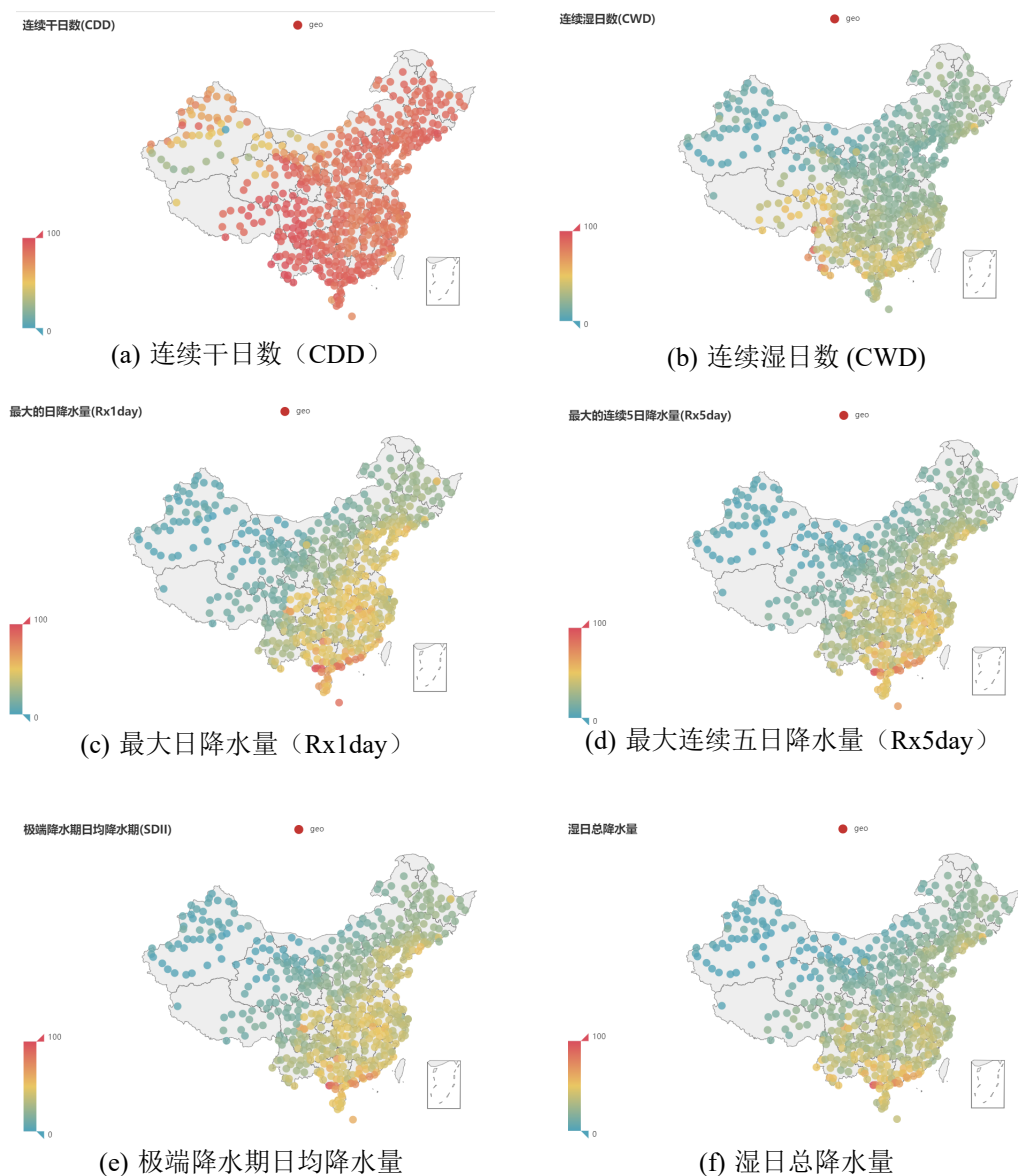 连续干日数(CDD)
geo
100
0
(a) 连续干日数（CDD）
连续湿日数(CWD)
geo
100
0
(b) 连续湿日数 (CWD)
最大的日降水量(Rx1day)
geo
100
0
(c) 最大日降水量（Rx1day）
最大的连续5日降水量(Rx5day)
geo
100
0
(d) 最大连续五日降水量（Rx5day）
极端降水期日均降水期(SDII)
geo
100
0
(e) 极端降水期日均降水量
湿日总降水量
geo
100
0
(f) 湿日总降水量